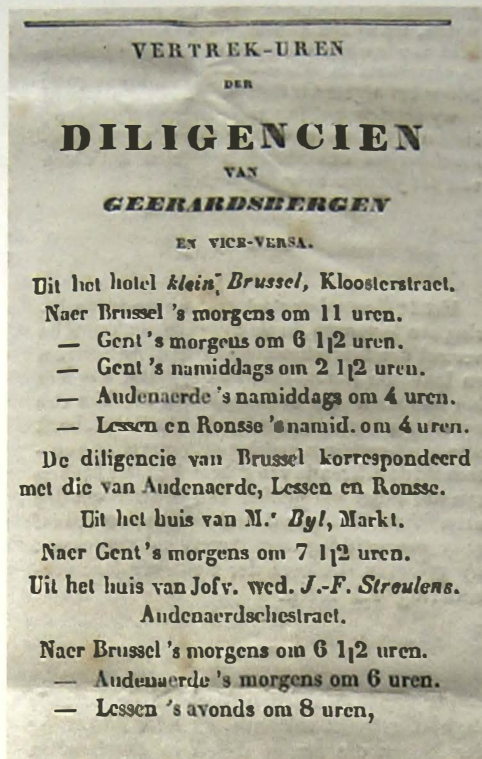 VERTREK-UREN
DER
DILIGENCIEN
VAN
GEERARDSBERGEN
EN VICE-VERSA.
Uit het hotel klein-Brussel, Kloosterstraet.
Naer Brussel 's morgens om 11 uren.
— Gent 's morgens om 6 1|2 uren.
— Gent 's namiddags om 2 1|2 uren.
— Audenaerde 's namiddags om 4 uren.
— Lessen en Ronsse 's namid. om 4 uren.
De diligencie van Brussel korrespondeerd
met die van Audenaerde, Lessen en Ronsse.
Uit het huis van M.r Byl, Markt.
Naer Gent 's morgens om 7 1|2 uren.
Uit het huis van Jofv. wed. J.-F. Streulens.
Audenaerdschestraet.
Naer Brussel 's morgens om 6 1|2 uren.
— Audenaerde 's morgens om 6 uren.
— Lessen 's avonds om 8 uren,